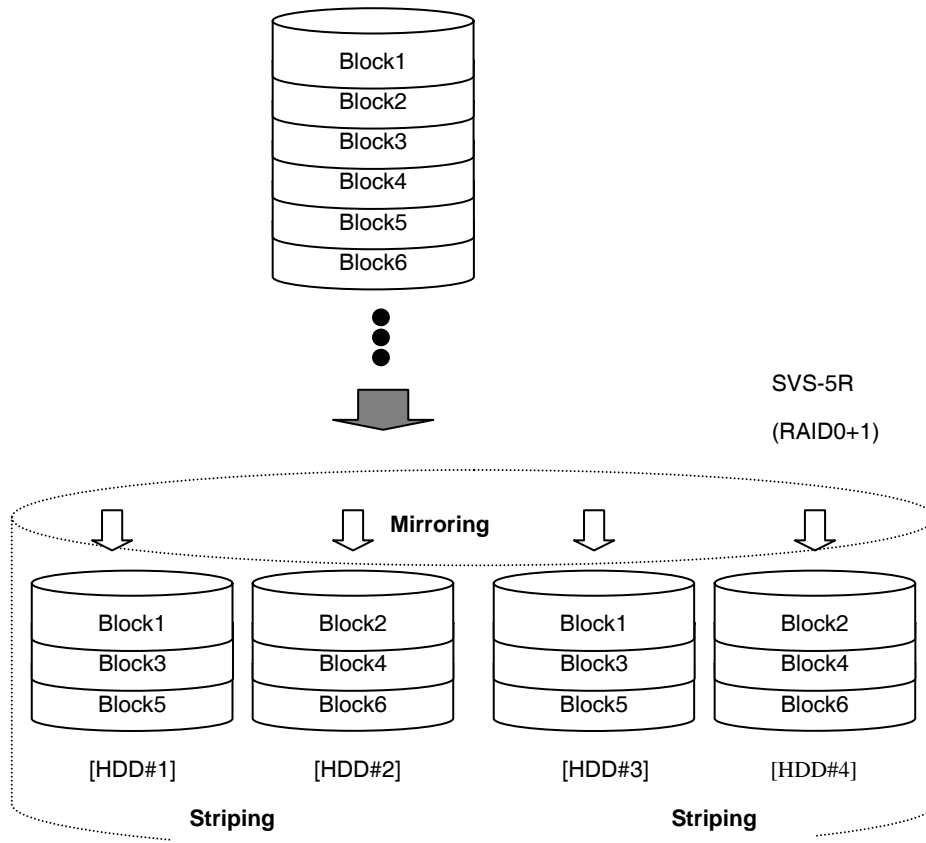 Block1
Block2
Block3
Block4
Block5
Block6
SVS-5R
(RAID0+1)
Mirroring
Block1
Block3
Block5
[HDD#1]
Block2
Block4
Block6
[HDD#2]
Block1
Block3
Block5
[HDD#3]
Block2
Block4
Block6
[HDD#4]
Striping
Striping